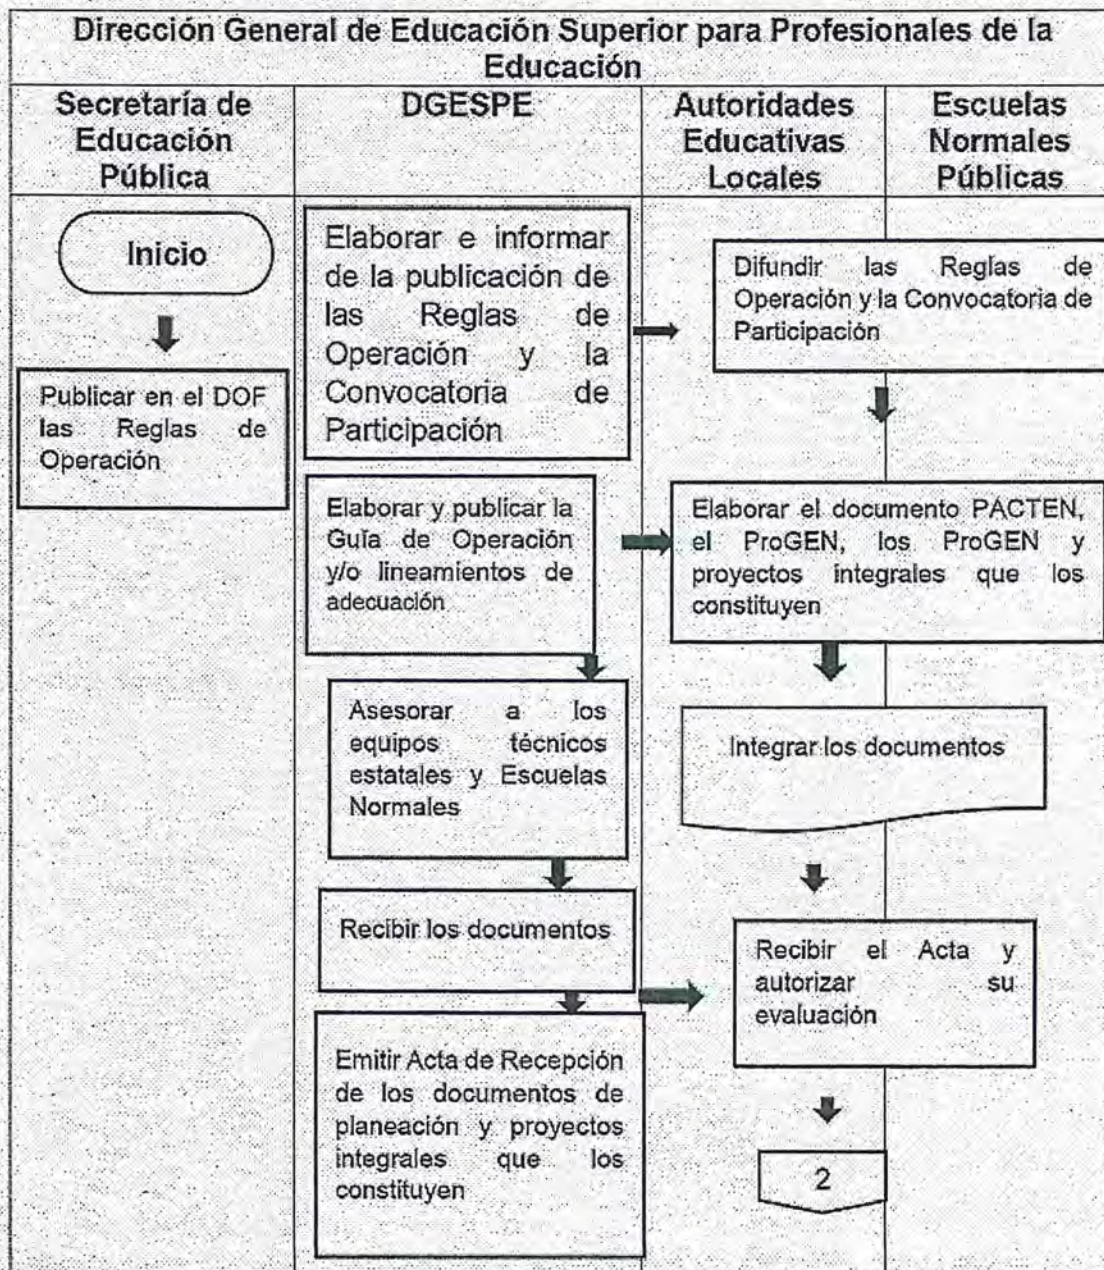 Dirección General de Educación Superior para Profesionales de la
Educación
Secretaría de
Educación
Pública
DGESPE
Autoridades
Educativas
Locales
Escuelas
Normales
Públicas
Inicio
Publicar en el DOF
las Reglas de
Operación
Elaborar e informar
de la publicación de
las Reglas de
Operación y la
Convocatoria de
Participación
Difundir las Reglas de
Operación y la Convocatoria de
Participación
Elaborar y publicar la
Guía de Operación
y/o lineamientos de
adecuación
Elaborar el documento PACTEN,
el ProGEN, los ProGEN y
proyectos integrales que los
constituyen
Asesorar a los
equipos técnicos
estatales y Escuelas
Normales
Integrar los documentos
Recibir los documentos
Recibir el Acta y
autorizar su
evaluación
Emitir Acta de Recepción
de los documentos de
planeación y proyectos
integrales que los
constituyen
2